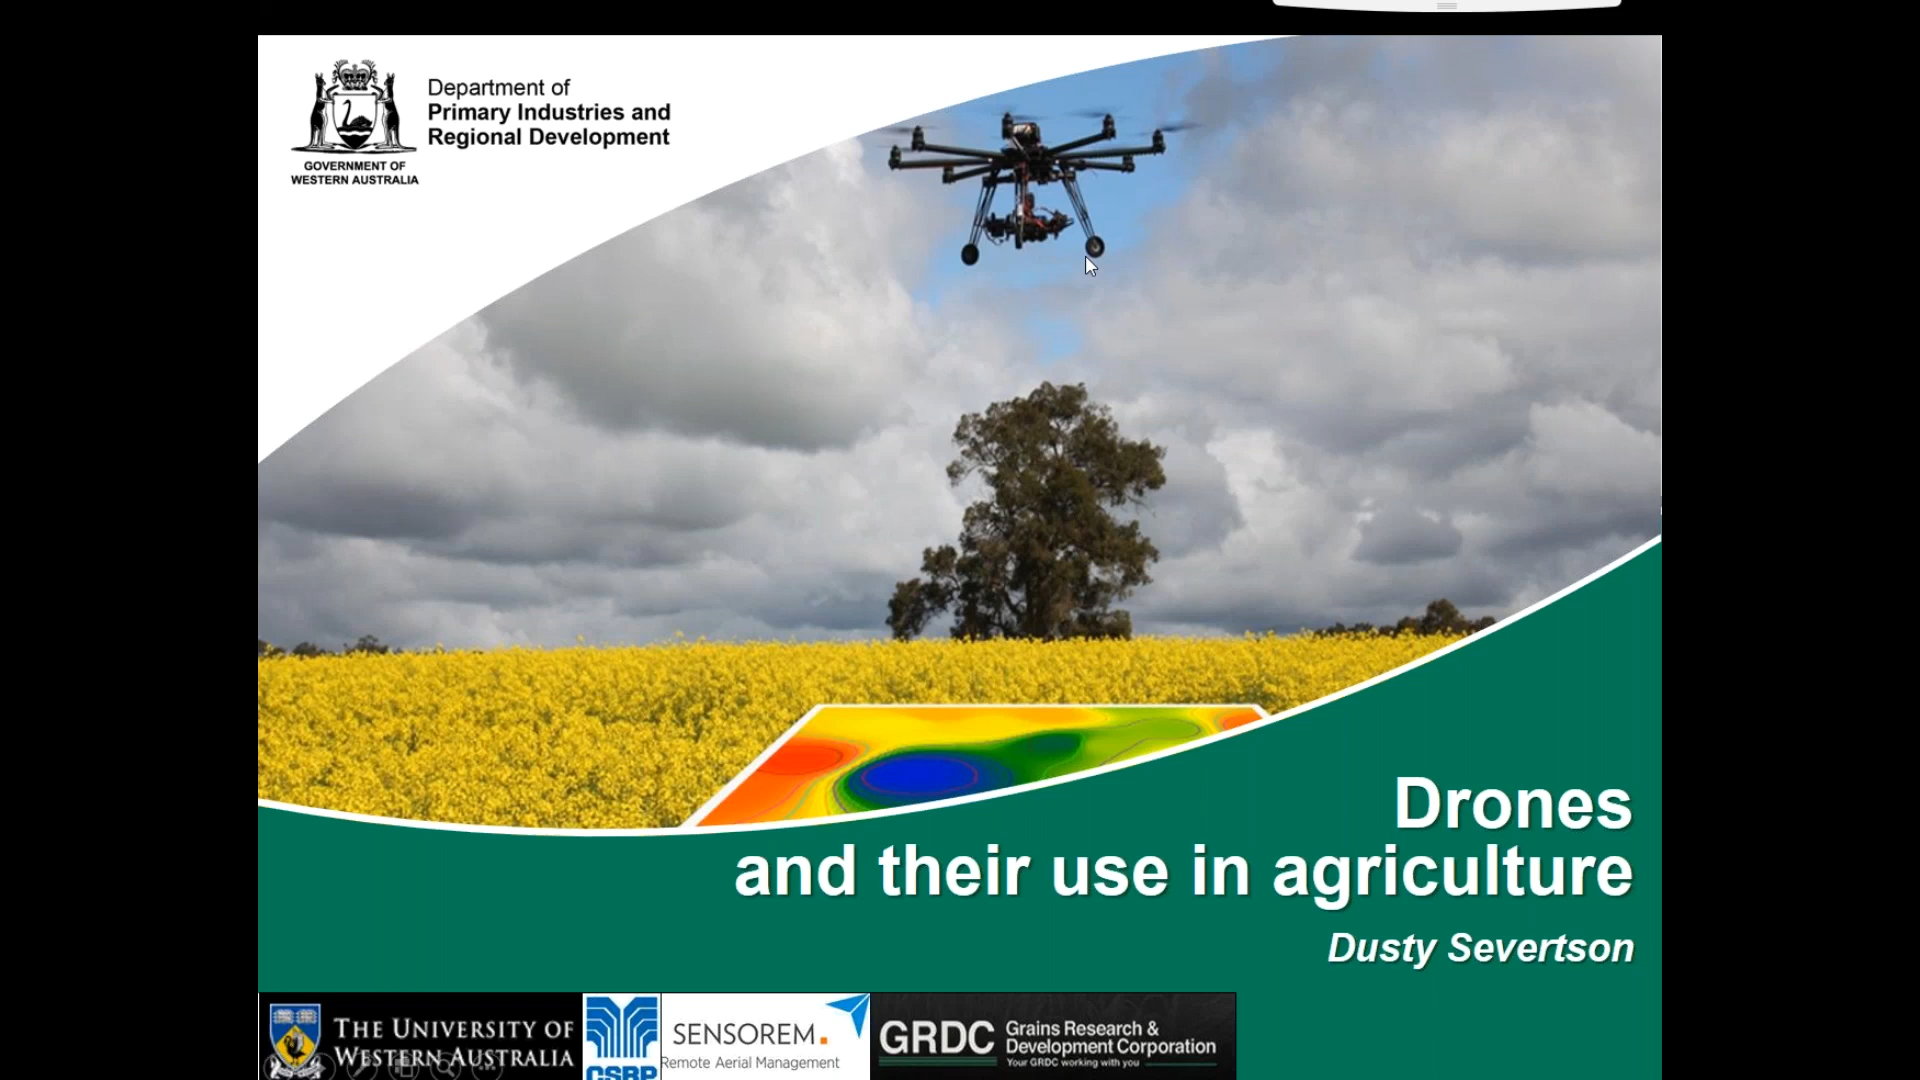 Department of
Primary Industries and
Regional Development
GOVERNMENT OF
WESTERN AUSTRALIA
Drones
and their use in agriculture
Dusty Severtson
THE UNIVERSITY OF
WESTERN AUSTRALIA
CSBP
SENSOREM.
Remote Aerial Management
GRDC
Grains Research &
Development Corporation
Your GRDC working with you